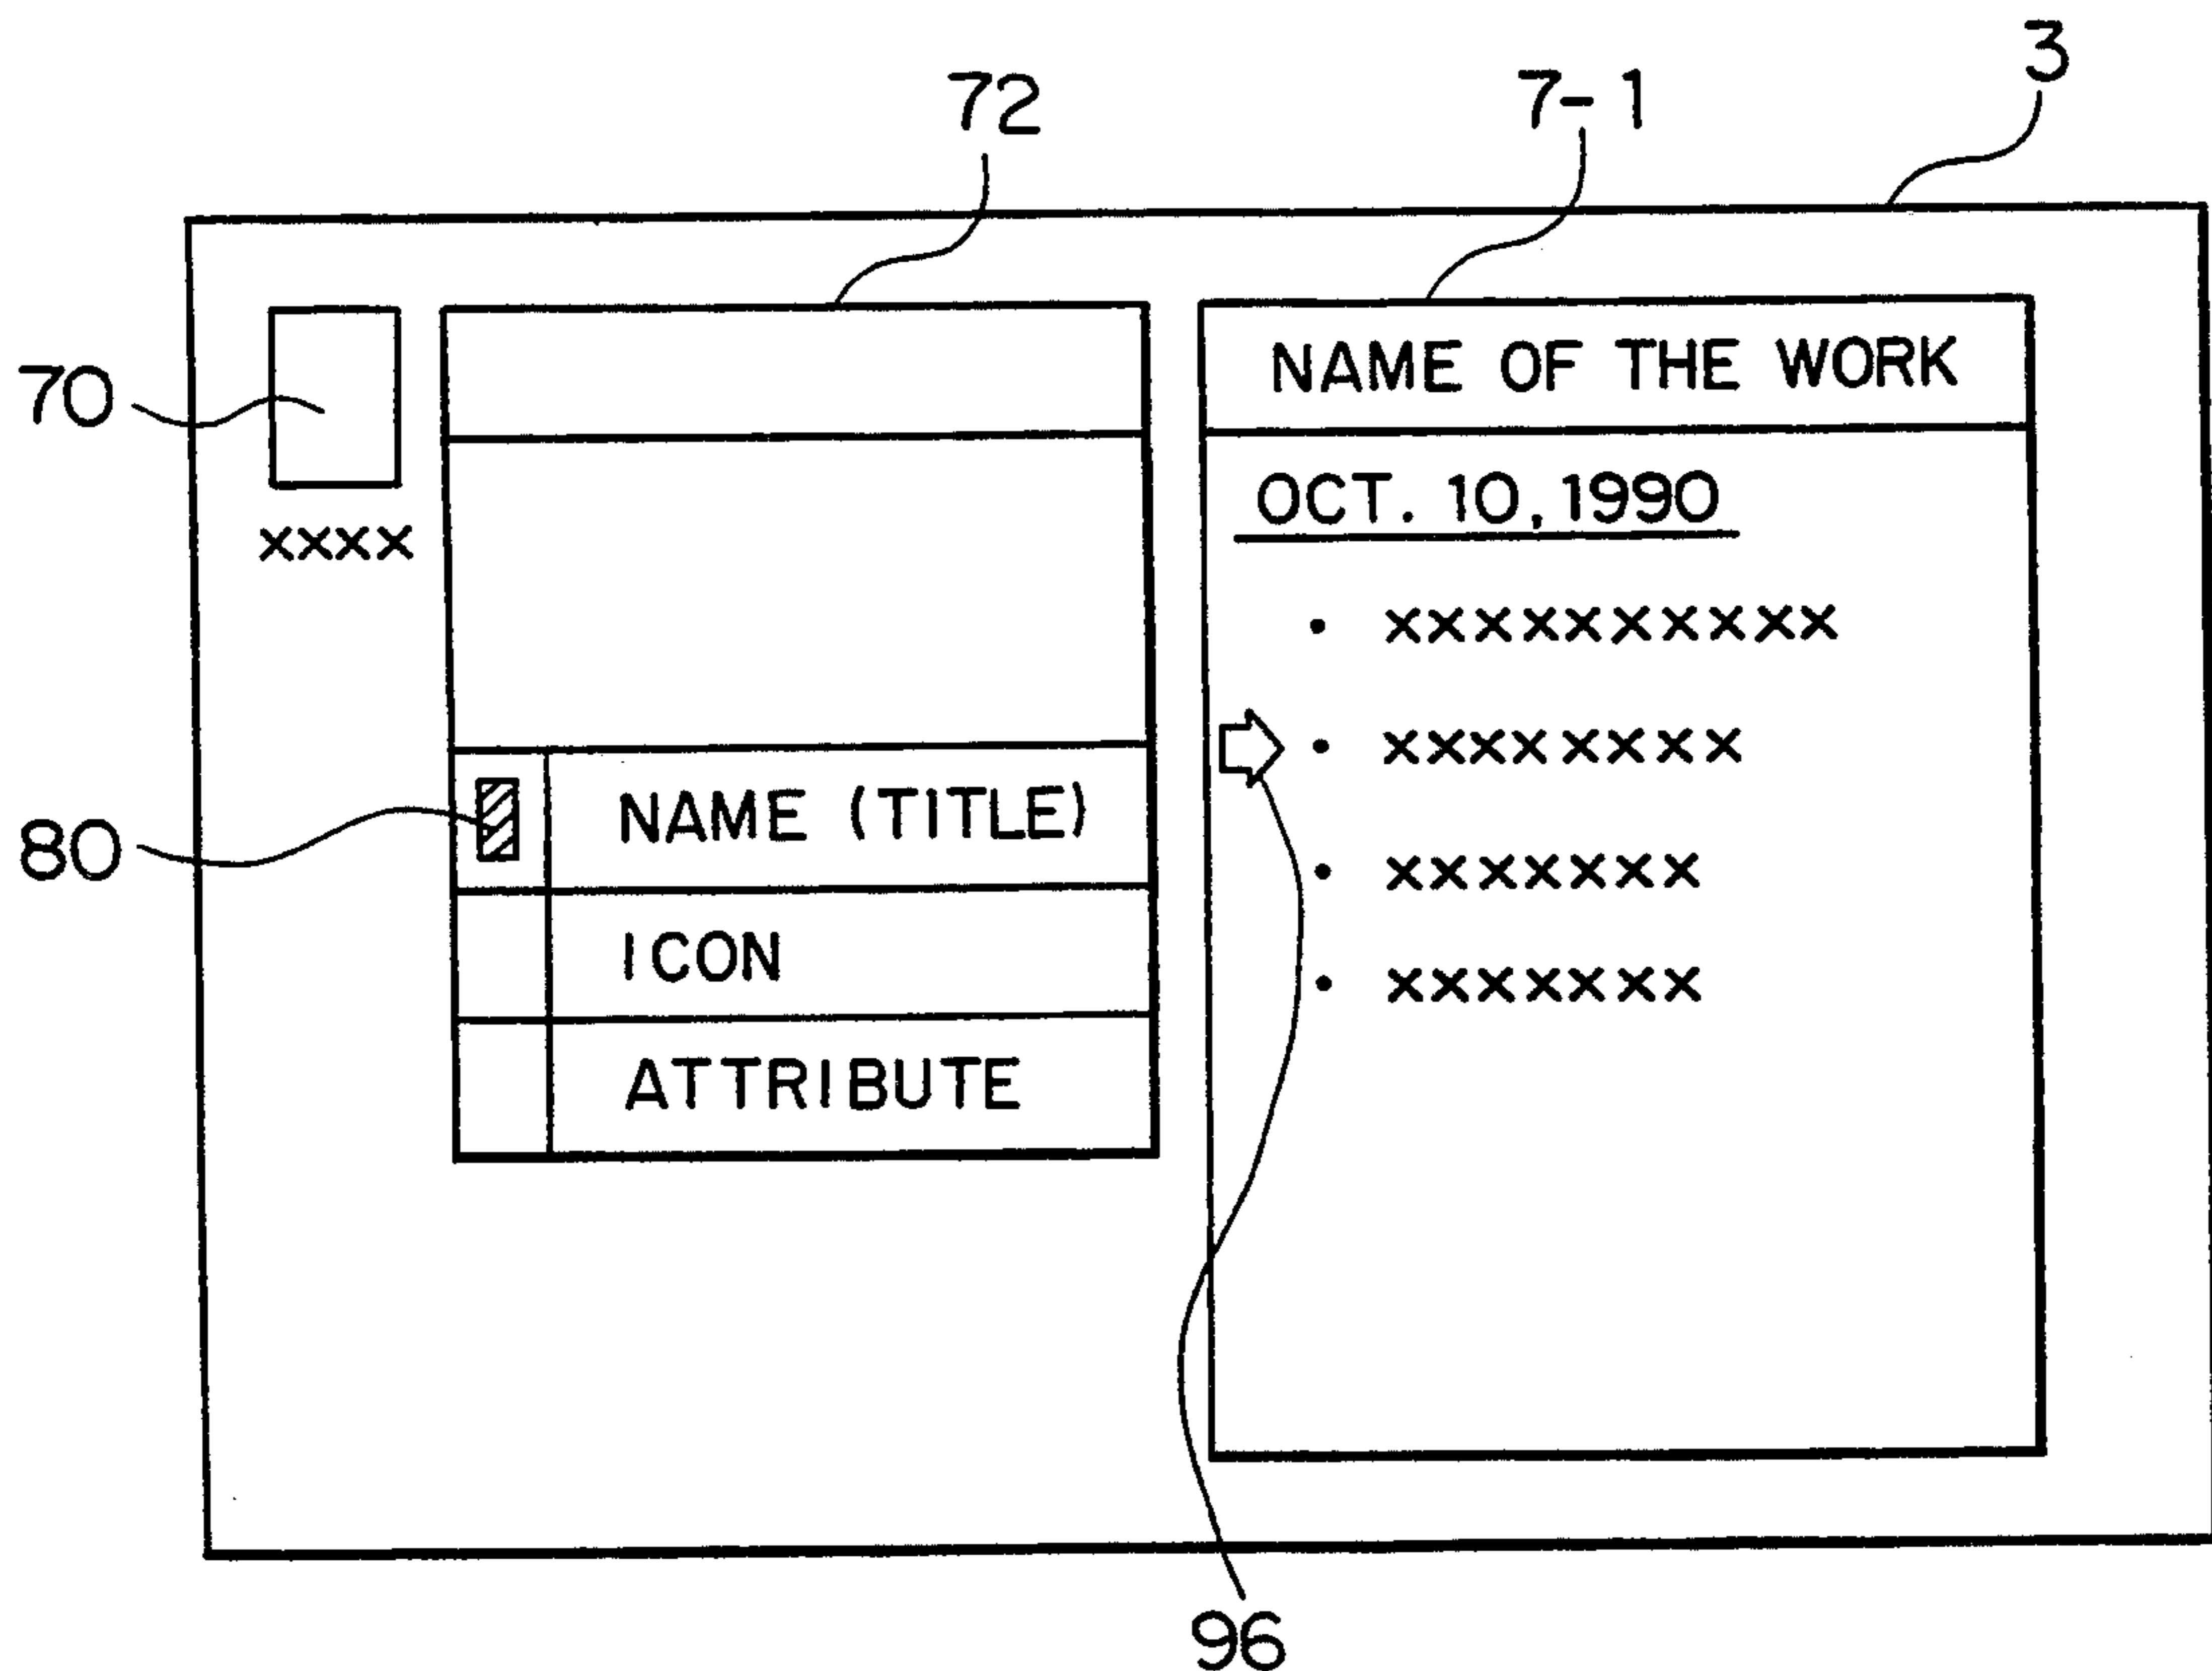 3
72
7-1
70
xxxx
80
NAME (TITLE)
ICON
ATTRIBUTE
NAME OF THE WORK
OCT. 10, 1990
• xxxxxxxxxx
• xxxxxxxx
• xxxxxxx
• xxxxxxx
96